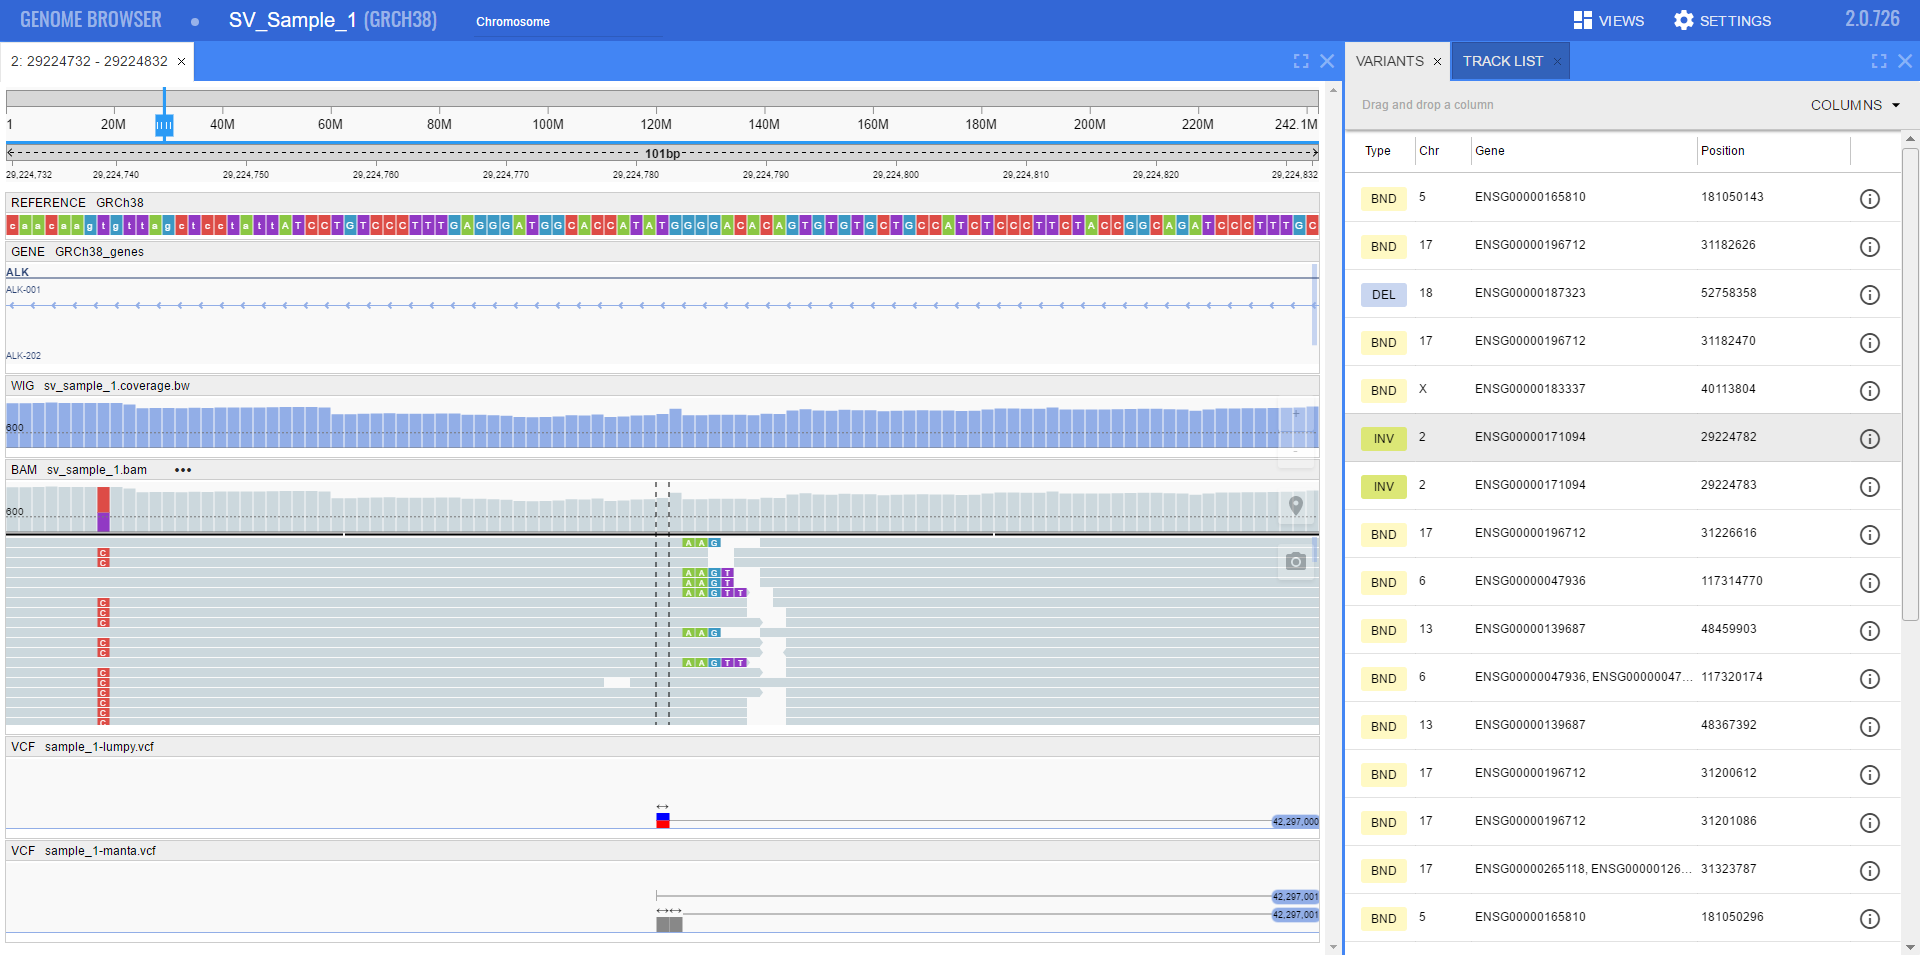 GENOME BROWSER SV_Sample_1 (GRCH38) Chromosome VIEWS SETTINGS 2.0.726
2: 29224732 - 29224832
1 20M 40M 60M 80M 100M 120M 140M 160M 180M 200M 220M 242.1M
101bp
29,224,732 29,224,740 29,224,750 29,224,760 29,224,770 29,224,780 29,224,790 29,224,800 29,224,810 29,224,820 29,224,832
REFERENCE GRCh38
caacaagtgttagctcctattATCCTGTCCCTTTGAGGGATGGCACCATATGGGGACACAGTGTGTGCTGCCATCTCCCTTCTACCGGCAGATCCCTTTGC
GENE GRCh38_genes
ALK
ALK-001
ALK-202
WIG sv_sample_1.coverage.bw
600
+
-
BAM sv_sample_1.bam •••
600
A A G
C
C
A A G T
A A G T
A A G T T
C
C
C
A A G
C
C
A A G T T
C
C
C
C
C
C
VCF sample_1-lumpy.vcf
42,297,000
VCF sample_1-manta.vcf
42,297,001
42,297,001
VARIANTS TRACK LIST
Drag and drop a column COLUMNS
Type Chr Gene Position
BND 5 ENSG00000165810 181050143
BND 17 ENSG00000196712 31182626
DEL 18 ENSG00000187323 52758358
BND 17 ENSG00000196712 31182470
BND X ENSG00000183337 40113804
INV 2 ENSG00000171094 29224782
INV 2 ENSG00000171094 29224783
BND 17 ENSG00000196712 31226616
BND 6 ENSG00000047936 117314770
BND 13 ENSG00000139687 48459903
BND 6 ENSG00000047936, ENSG00000047... 117320174
BND 13 ENSG00000139687 48367392
BND 17 ENSG00000196712 31200612
BND 17 ENSG00000196712 31201086
BND 17 ENSG00000265118, ENSG00000126... 31323787
BND 5 ENSG00000165810 181050296